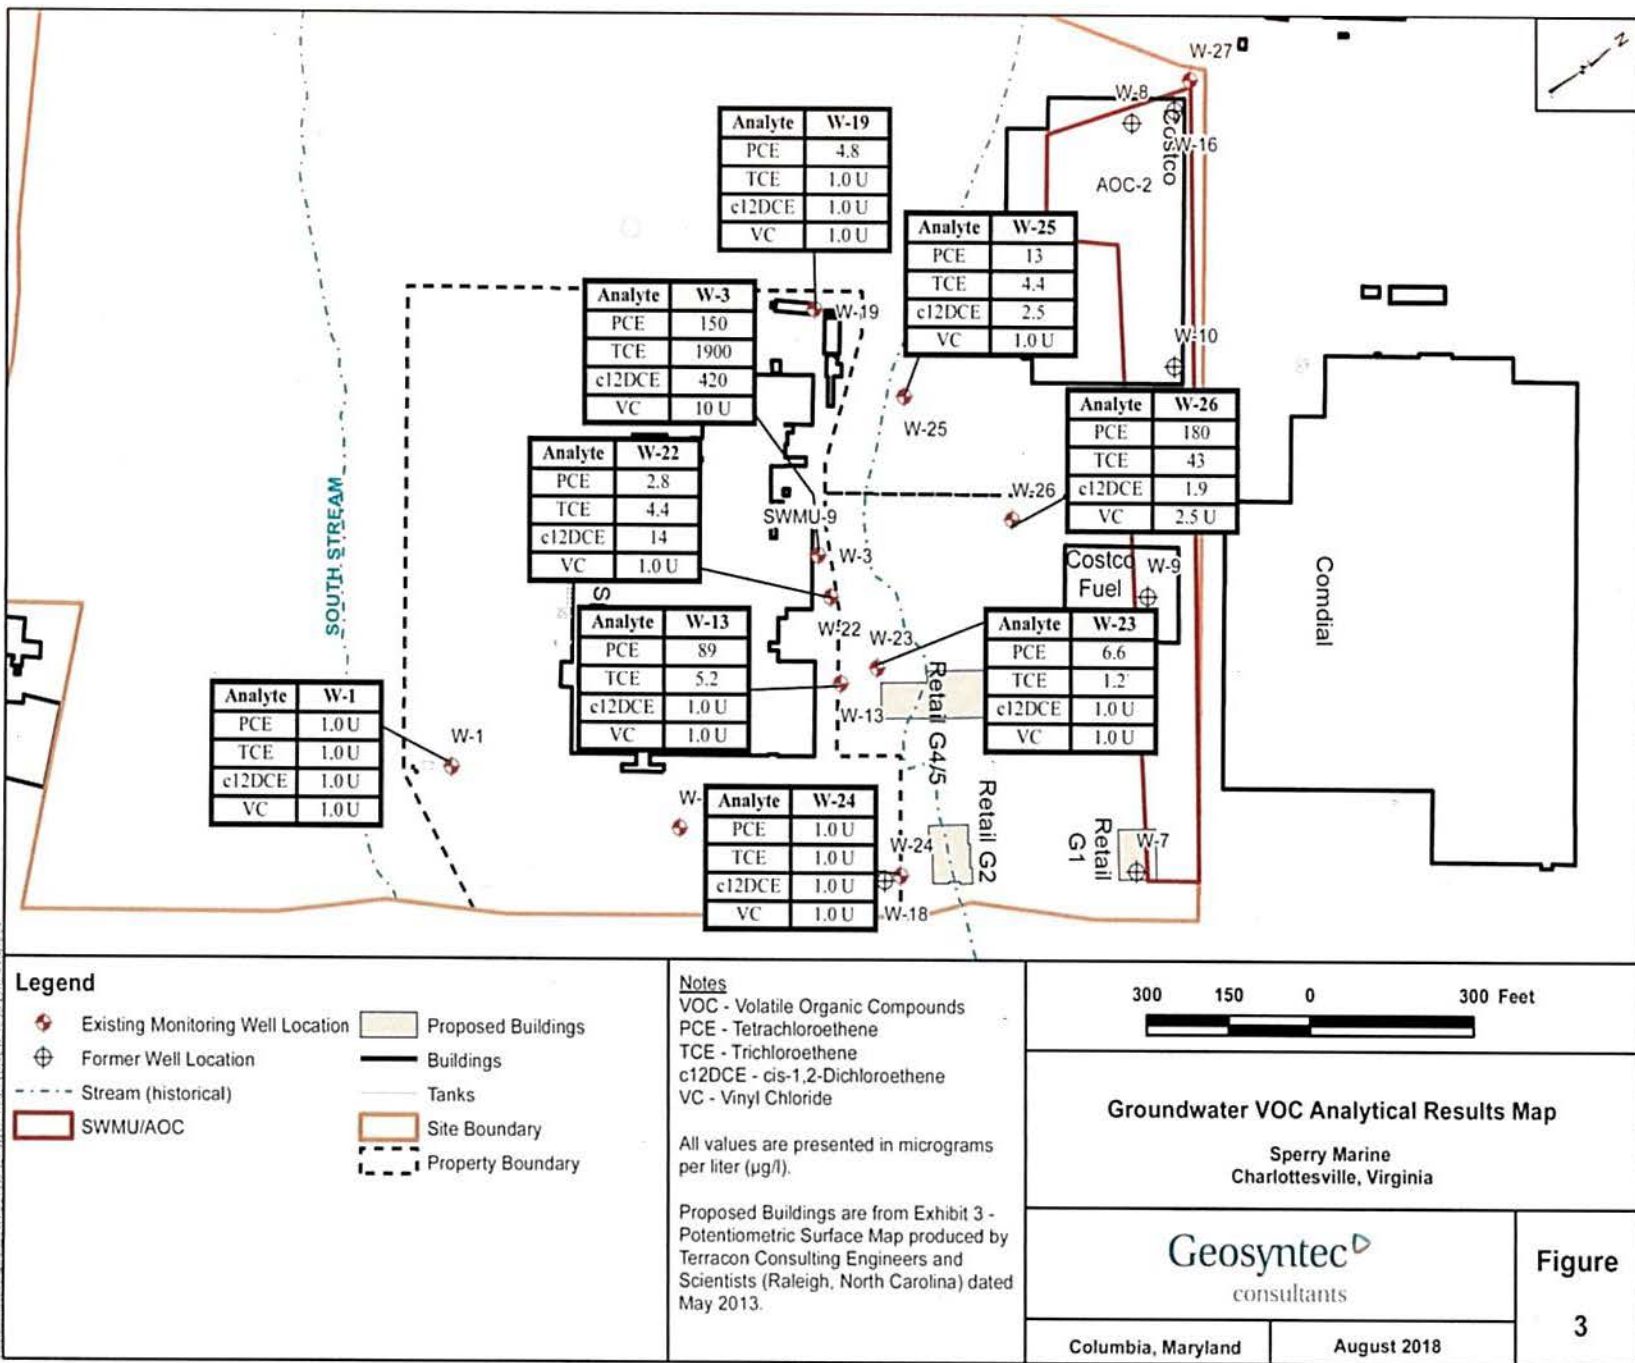 N
W-27
W-8
Costco
W-16
AOC-2
Analyte W-19
PCE 4.8
TCE 1.0 U
c12DCE 1.0 U
VC 1.0 U
Analyte W-25
PCE 13
TCE 4.4
c12DCE 2.5
VC 1.0 U
Analyte W-3
PCE 150
TCE 1900
c12DCE 420
VC 10 U
W-19
W-10
W-25
Analyte W-26
PCE 180
TCE 43
c12DCE 1.9
VC 2.5 U
Analyte W-22
PCE 2.8
TCE 4.4
c12DCE 14
VC 1.0 U
W-26
SWMU-9
SOUTH STREAM
W-3
Costco
Fuel
W-9
Comdial
S
Analyte W-13
PCE 89
TCE 5.2
c12DCE 1.0 U
VC 1.0 U
W-22
W-23
Analyte W-23
PCE 6.6
TCE 1.2
c12DCE 1.0 U
VC 1.0 U
Retail G4/5
W-13
Analyte W-1
PCE 1.0 U
TCE 1.0 U
c12DCE 1.0 U
VC 1.0 U
W-1
W-
Analyte W-24
PCE 1.0 U
TCE 1.0 U
c12DCE 1.0 U
VC 1.0 U
W-24
W-18
Retail G2
Retail
G1
W-7
Legend
Existing Monitoring Well Location
Former Well Location
Stream (historical)
SWMU/AOC
Proposed Buildings
Buildings
Tanks
Site Boundary
Property Boundary
Notes
VOC - Volatile Organic Compounds
PCE - Tetrachloroethene
TCE - Trichloroethene
c12DCE - cis-1,2-Dichloroethene
VC - Vinyl Chloride
All values are presented in micrograms
per liter (µg/l).
Proposed Buildings are from Exhibit 3 -
Potentiometric Surface Map produced by
Terracon Consulting Engineers and
Scientists (Raleigh, North Carolina) dated
May 2013.
300 150 0 300 Feet
Groundwater VOC Analytical Results Map
Sperry Marine
Charlottesville, Virginia
Geosyntec
consultants
Figure
3
Columbia, Maryland
August 2018